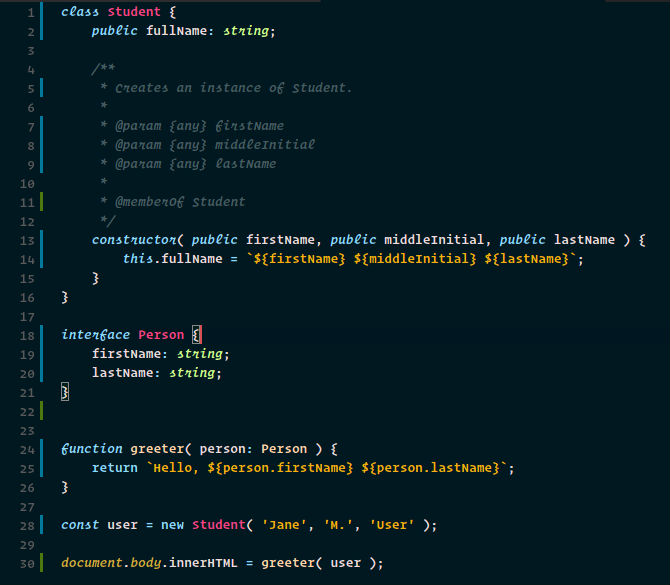 1 class Student {
2     public fullName: string;
3
4     /**
5      * Creates an instance of Student.
6      *
7      * @param {any} firstName
8      * @param {any} middleInitial
9      * @param {any} lastName
10      *
11      * @memberOf Student
12      */
13     constructor( public firstName, public middleInitial, public lastName ) {
14         this.fullName = `${firstName} ${middleInitial} ${lastName}`;
15     }
16 }
17
18 interface Person {
19     firstName: string;
20     lastName: string;
21 }
22
23
24 function greeter( person: Person ) {
25     return `Hello, ${person.firstName} ${person.lastName}`;
26 }
27
28 const user = new Student( 'Jane', 'M.', 'User' );
29
30 document.body.innerHTML = greeter( user );